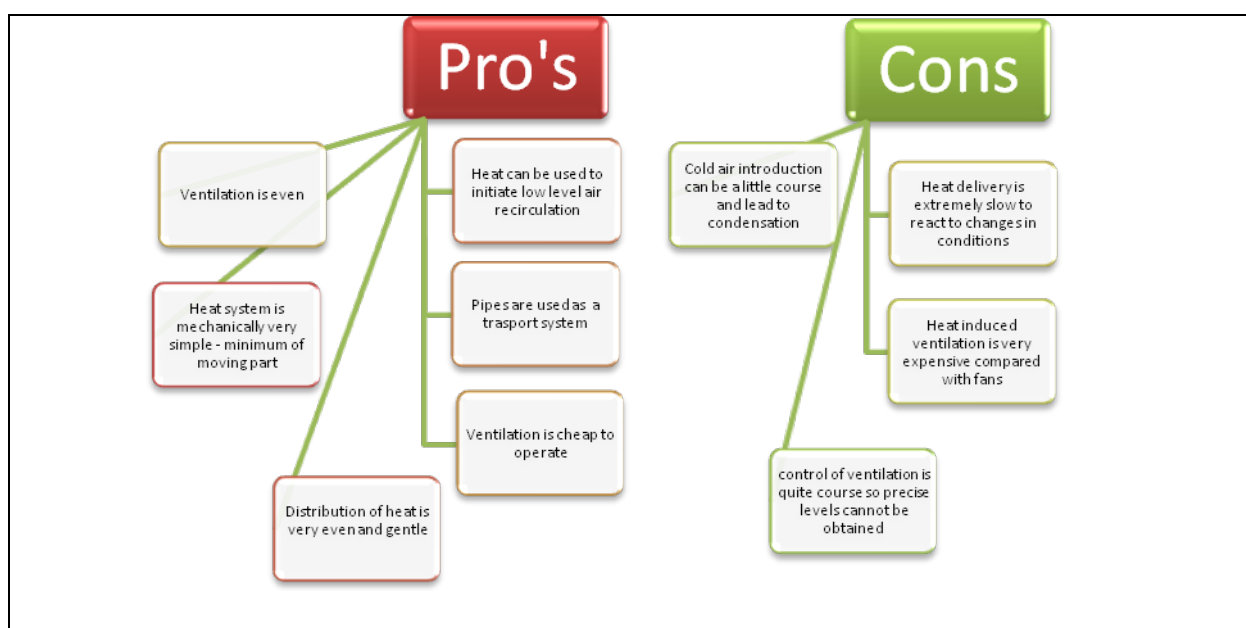 Pro's
Ventilation is even
Heat system is
mechanically very
simple - minimum of
moving part
Distribution of heat is
very even and gentle
Heat can be used to
initiate low level air
recirculation
Pipes are used as a
trasport system
Ventilation is cheap to
operate
Cons
Cold air introduction
can be a little course
and lead to
condensation
Heat delivery is
extremely slow to
react to changes in
conditions
Heat induced
ventilation is very
expensive compared
with fans
control of ventilation is
quite course so precise
levels cannot be
obtained